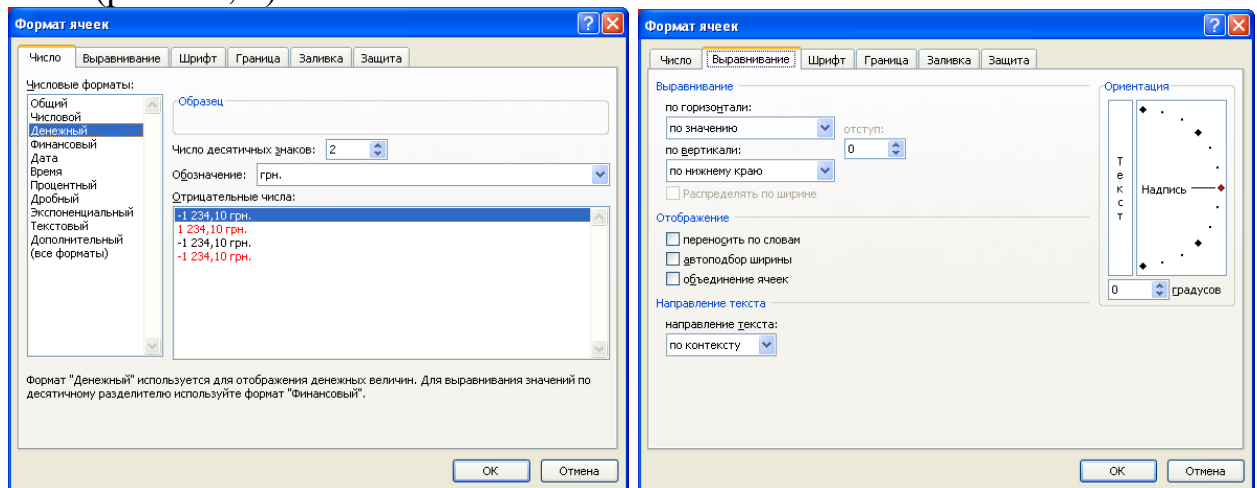 Формат ячеек
Число Выравнивание Шрифт Граница Заливка Защита
Числовые форматы:
Общий
Числовой
Денежный
Финансовый
Дата
Время
Процентный
Дробный
Экспоненциальный
Текстовый
Дополнительный
(все форматы)
Образец
Число десятичных знаков: 2
Обозначение: грн.
Отрицательные числа:
-1 234,10 грн.
1 234,10 грн.
-1 234,10 грн.
-1 234,10 грн.
Формат "Денежный" используется для отображения денежных величин. Для выравнивания значений по
десятичному разделителю используйте формат "Финансовый".
ОК Отмена
Формат ячеек
Число Выравнивание Шрифт Граница Заливка Защита
Выравнивание
по горизонтали:
по значению
отступ:
0
по вертикали:
по нижнему краю
Распределять по ширине
Отображение
переносить по словам
автоподбор ширины
объединение ячеек
Направление текста
направление текста:
по контексту
Ориентация
Текст
Надпись
0 градусов
ОК Отмена